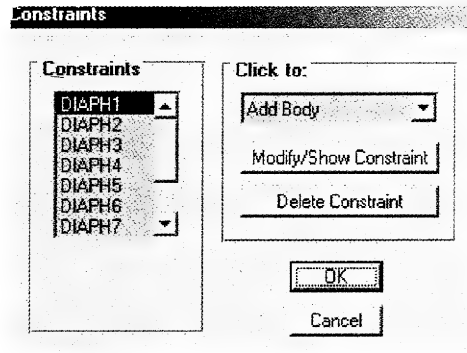 Constraints
Constraints
DIAPH1
DIAPH2
DIAPH3
DIAPH4
DIAPH5
DIAPH6
DIAPH7
Click to:
Add Body
Modify/Show Constraint
Delete Constraint
OK
Cancel